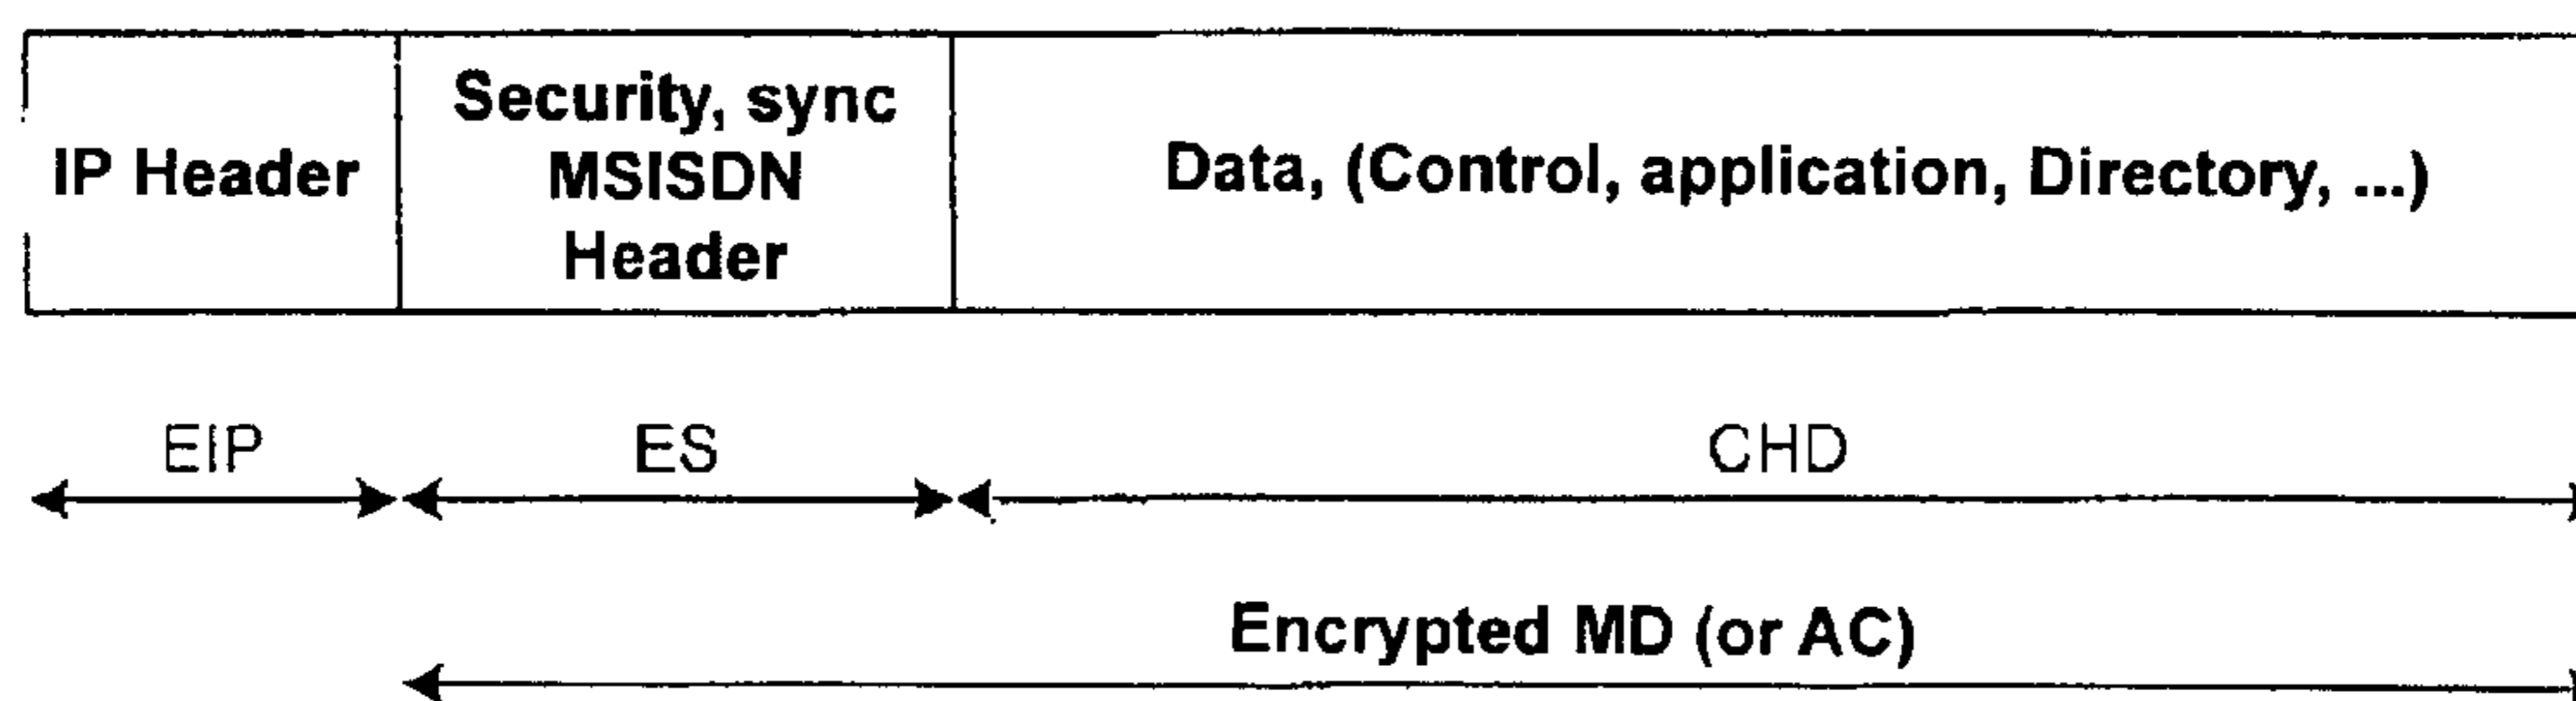 IP Header
Security, sync
MSISDN
Header
Data, (Control, application, Directory, ...)
EIP
ES
CHD
Encrypted MD (or AC)